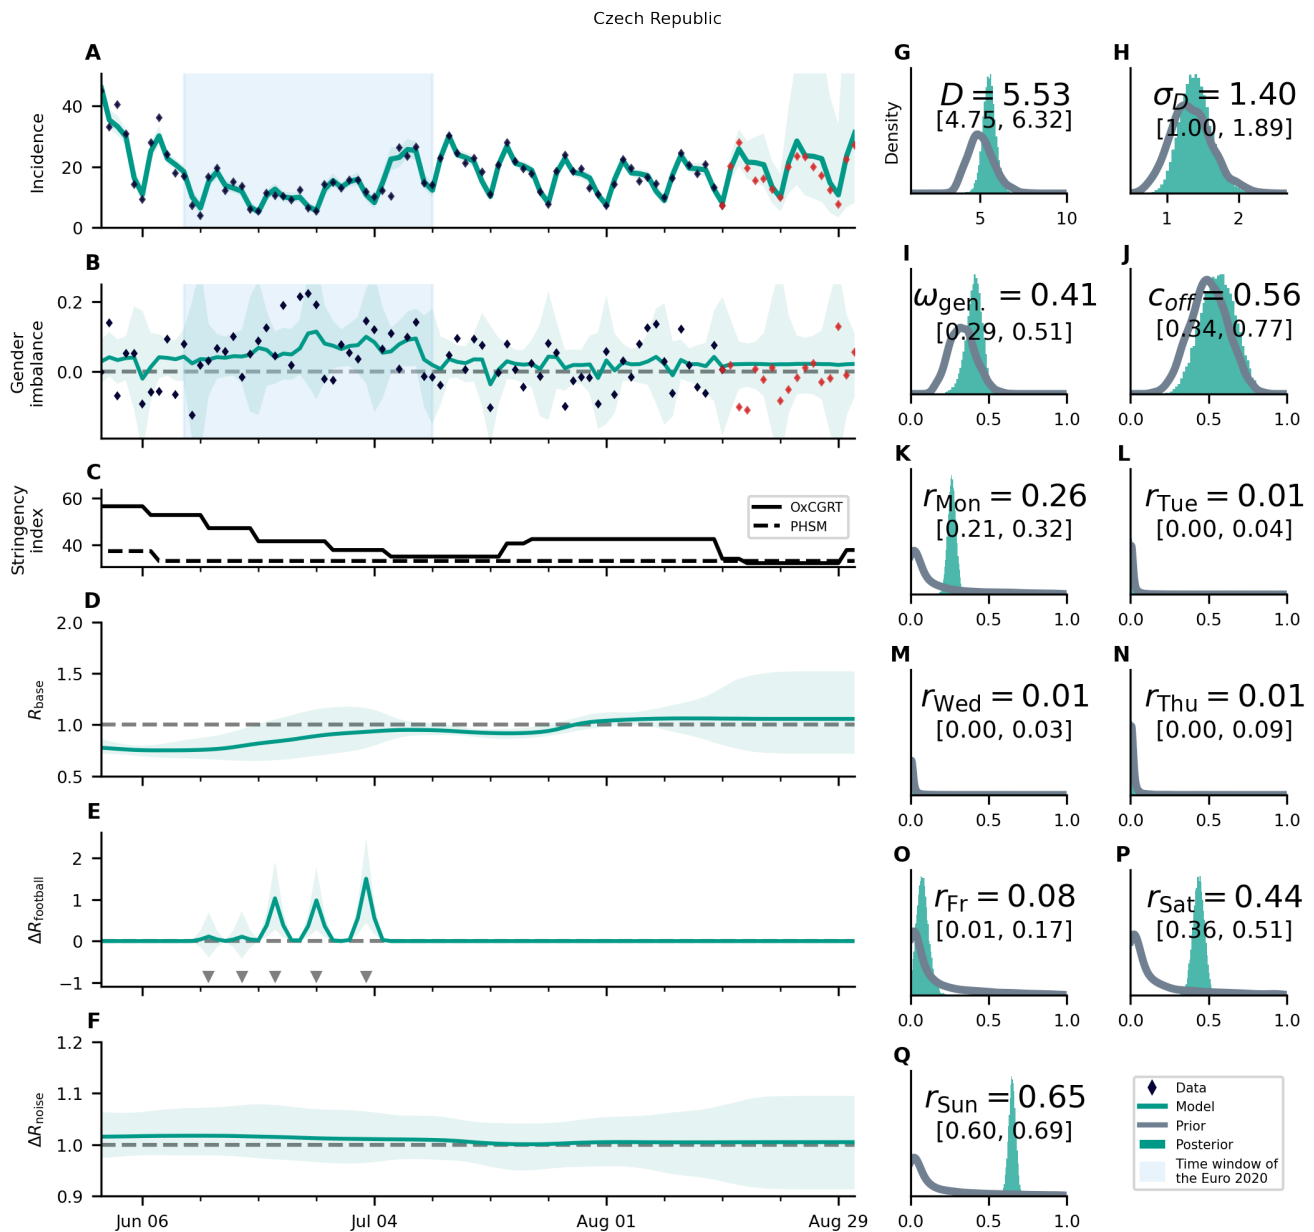 Czech Republic
A
Incidence
40
20
0
B
Gender
imbalance
0.2
0.0
C
Stringency
index
60
40
OxCGRT
PHSM
D
R_base
2.0
1.5
1.0
0.5
E
ΔR_football
2
1
0
−1
F
ΔR_noise
1.2
1.1
1.0
0.9
Jun 06
Jul 04
Aug 01
Aug 29
G
Density
D = 5.53
[4.75, 6.32]
5
10
H
σ_D = 1.40
[1.00, 1.89]
1
2
I
ω_gen. = 0.41
[0.29, 0.51]
0.0
0.5
1.0
J
c_off = 0.56
[0.34, 0.77]
0.0
0.5
1.0
K
r_Mon = 0.26
[0.21, 0.32]
0.0
0.5
1.0
L
r_Tue = 0.01
[0.00, 0.04]
0.0
0.5
1.0
M
r_Wed = 0.01
[0.00, 0.03]
0.0
0.5
1.0
N
r_Thu = 0.01
[0.00, 0.09]
0.0
0.5
1.0
O
r_Fr = 0.08
[0.01, 0.17]
0.0
0.5
1.0
P
r_Sat = 0.44
[0.36, 0.51]
0.0
0.5
1.0
Q
r_Sun = 0.65
[0.60, 0.69]
0.0
0.5
1.0
Data
Model
Prior
Posterior
Time window of
the Euro 2020